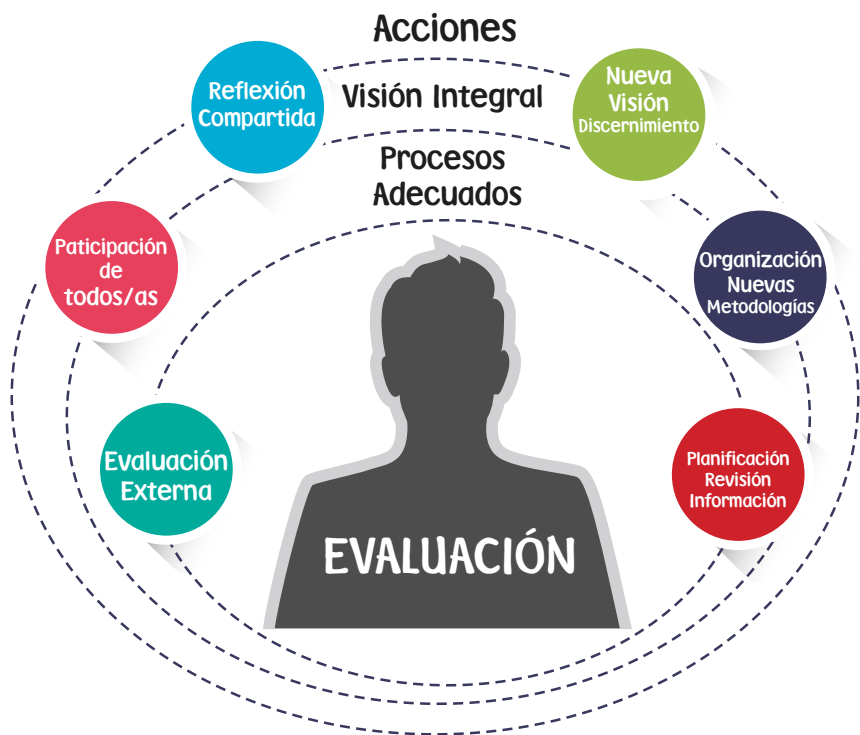 Acciones
Visión Integral
Procesos
Adecuados
Reflexión
Compartida
Nueva
Visión
Discernimiento
Paticipación
de
todos/as
Organización
Nuevas
Metodologías
Evaluación
Externa
Planificación
Revisión
Información
EVALUACIÓN